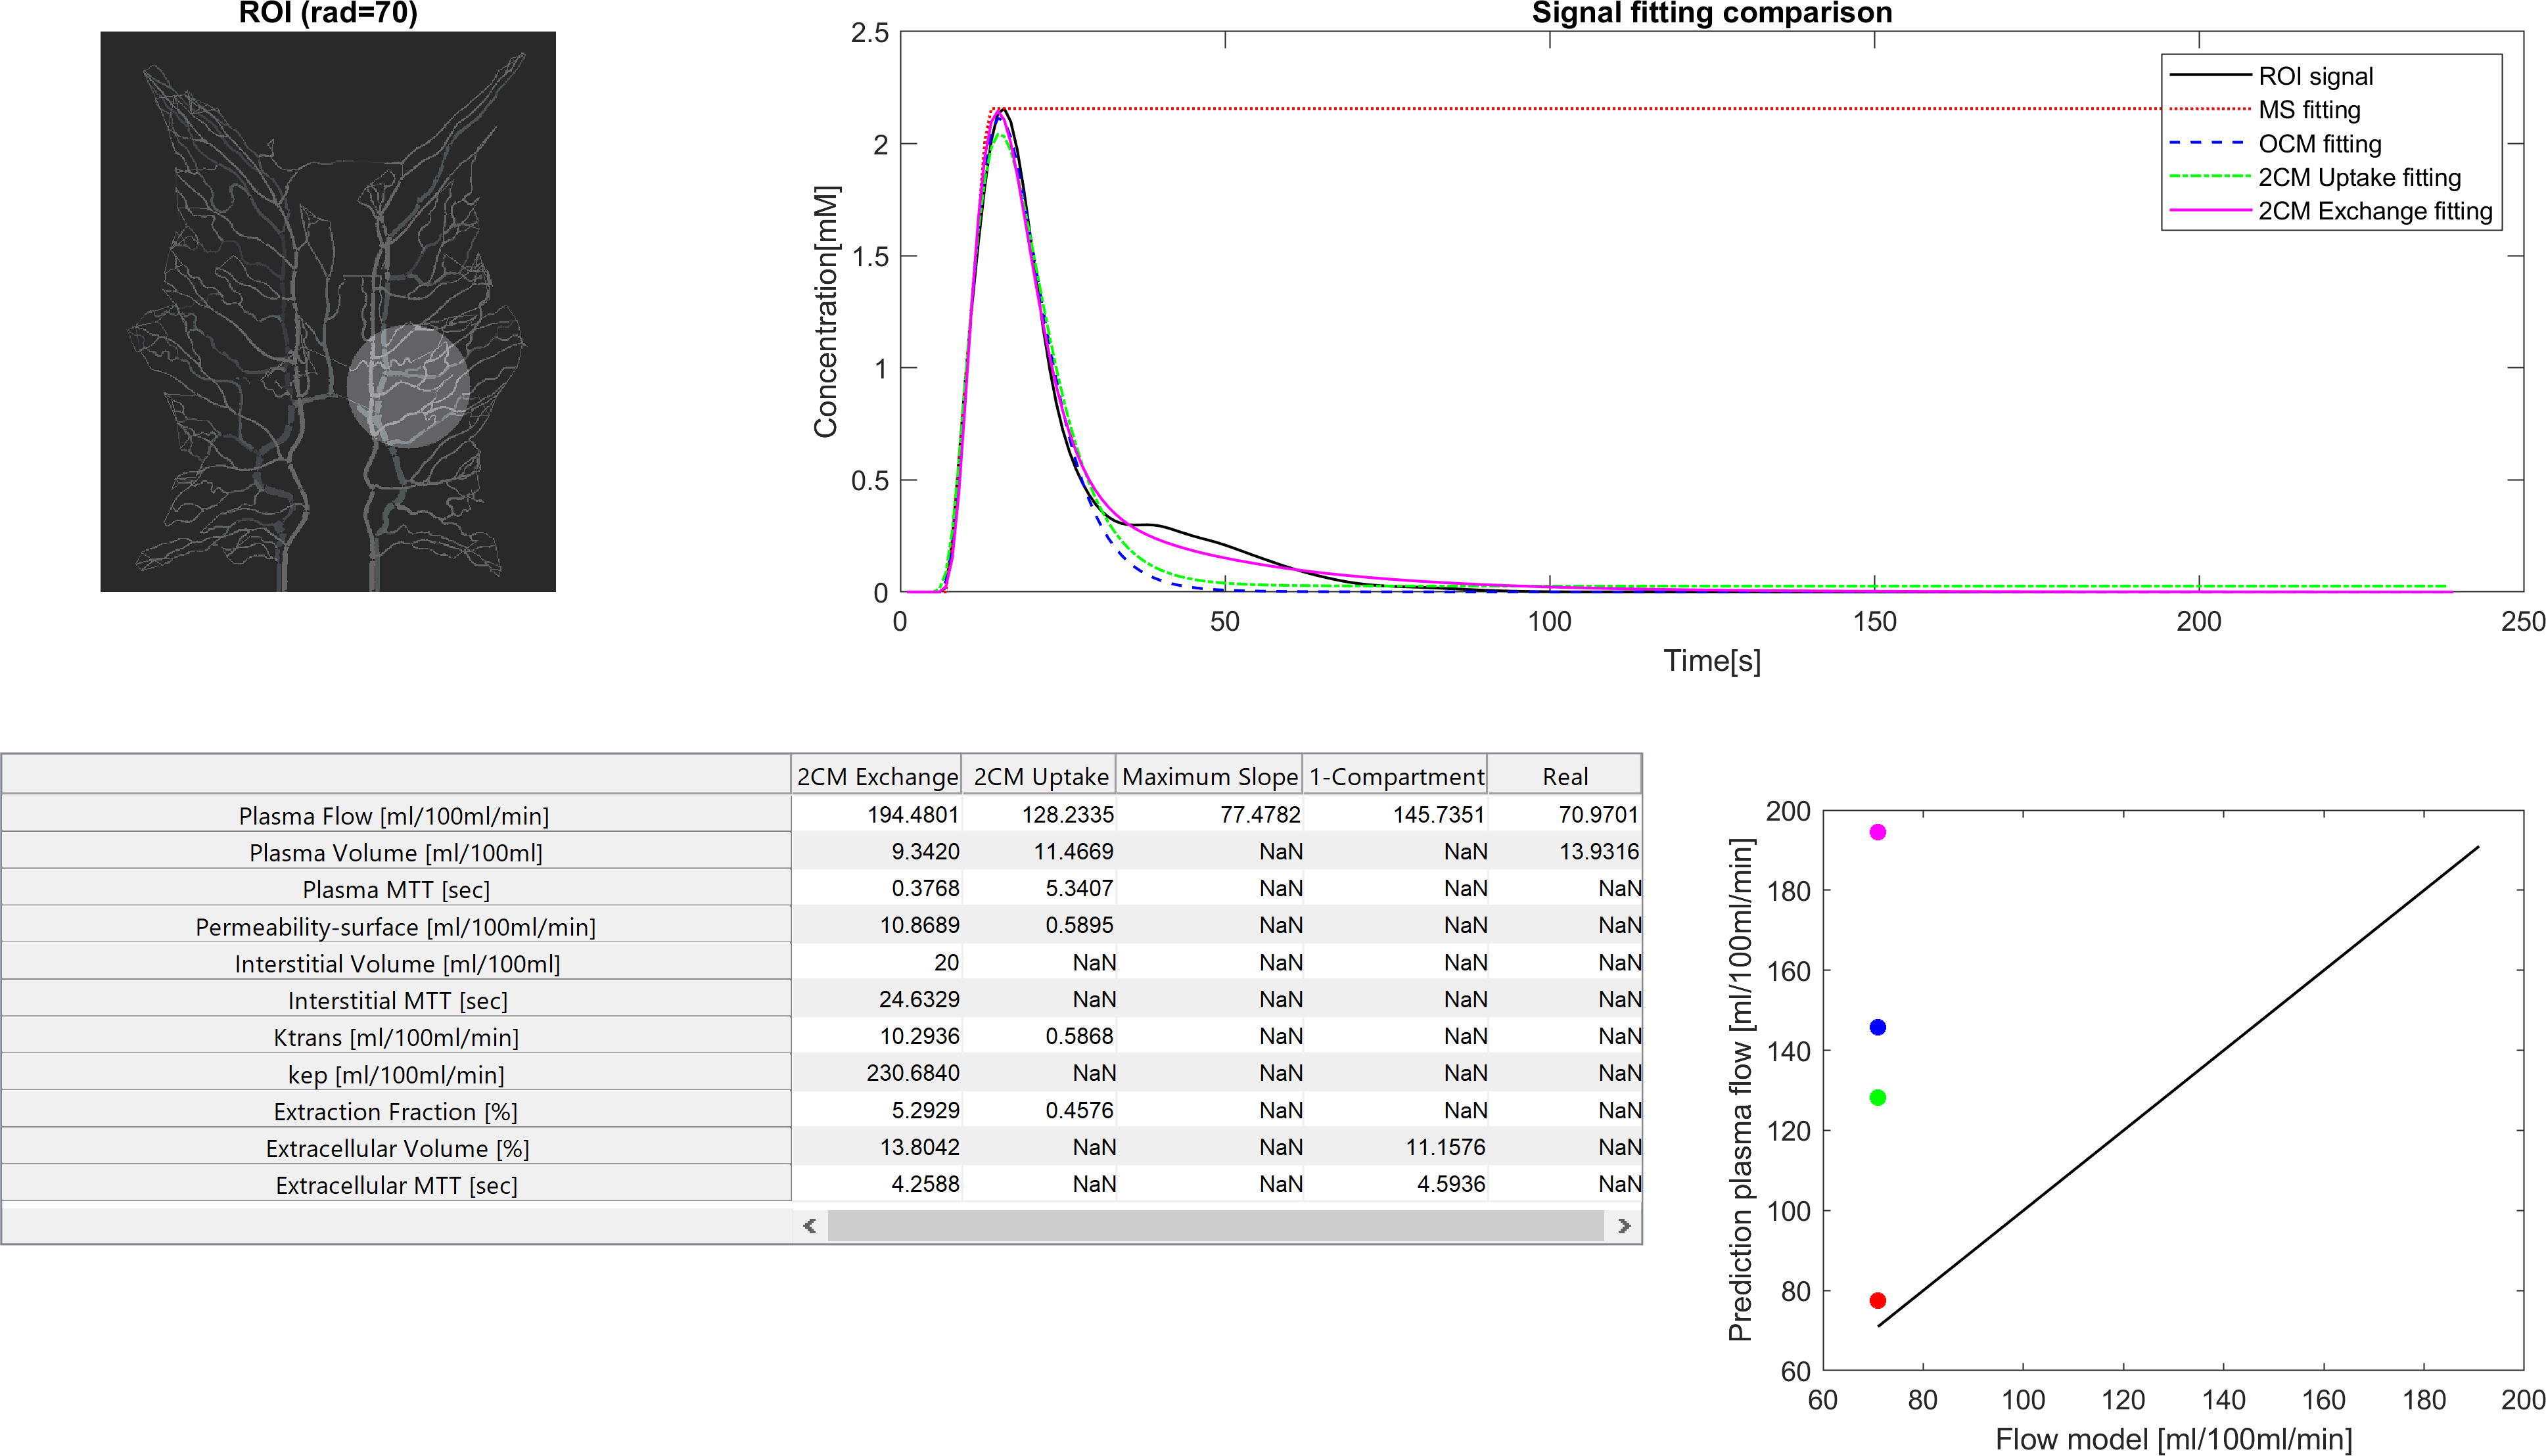 ROI (rad=70)
Signal fitting comparison
2.5
2
1.5
1
0.5
0
Concentration[mM]
0 50 100 150 200 250
Time[s]
ROI signal
MS fitting
OCM fitting
2CM Uptake fitting
2CM Exchange fitting
2CM Exchange 2CM Uptake Maximum Slope 1-Compartment Real
Plasma Flow [ml/100ml/min] 194.4801 128.2335 77.4782 145.7351 70.9701
Plasma Volume [ml/100ml] 9.3420 11.4669 NaN NaN 13.9316
Plasma MTT [sec] 0.3768 5.3407 NaN NaN NaN
Permeability-surface [ml/100ml/min] 10.8689 0.5895 NaN NaN NaN
Interstitial Volume [ml/100ml] 20 NaN NaN NaN NaN
Interstitial MTT [sec] 24.6329 NaN NaN NaN NaN
Ktrans [ml/100ml/min] 10.2936 0.5868 NaN NaN NaN
kep [ml/100ml/min] 230.6840 NaN NaN NaN NaN
Extraction Fraction [%] 5.2929 0.4576 NaN NaN NaN
Extracellular Volume [%] 13.8042 NaN NaN 11.1576 NaN
Extracellular MTT [sec] 4.2588 NaN NaN 4.5936 NaN
200
180
160
140
120
100
80
60
Prediction plasma flow [ml/100ml/min]
60 80 100 120 140 160 180 200
Flow model [ml/100ml/min]